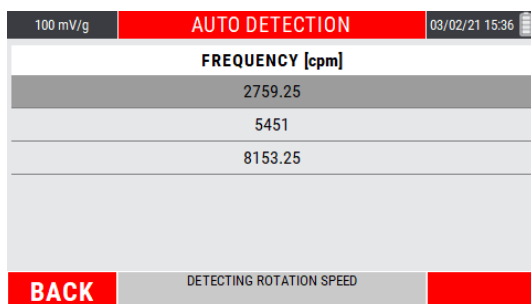 100 mV/g AUTO DETECTION 03/02/21 15:36
FREQUENCY [cpm]
2759.25
5451
8153.25
BACK DETECTING ROTATION SPEED